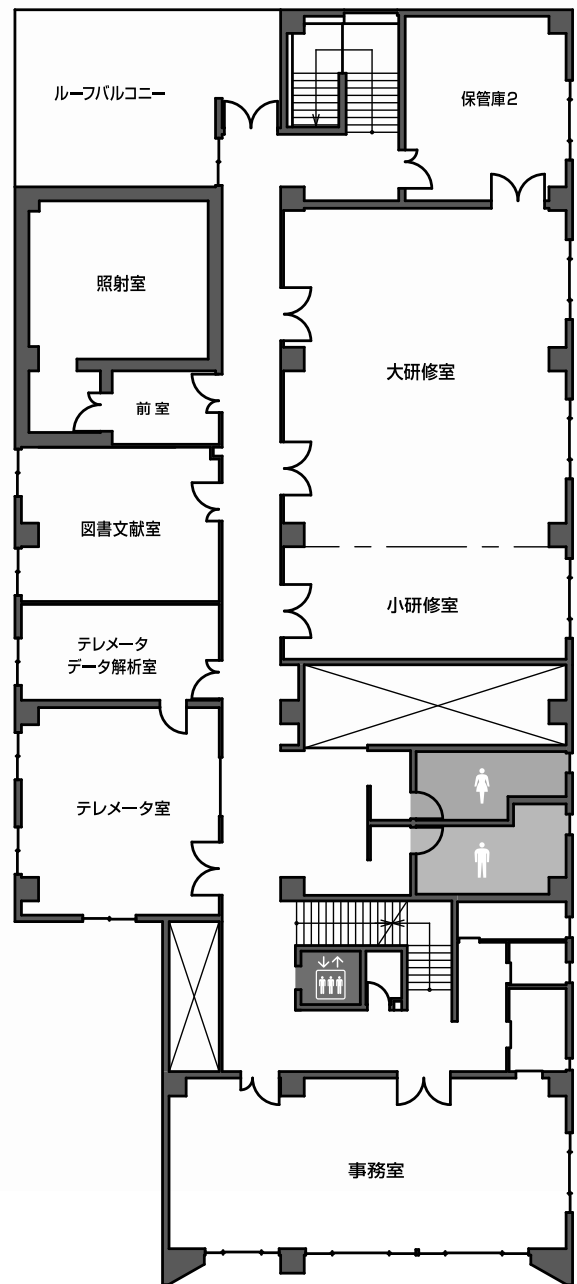 ルーフバルコニー
保管庫2
照射室
大研修室
前室
図書文献室
小研修室
テレメータ
データ解析室
テレメータ室
事務室